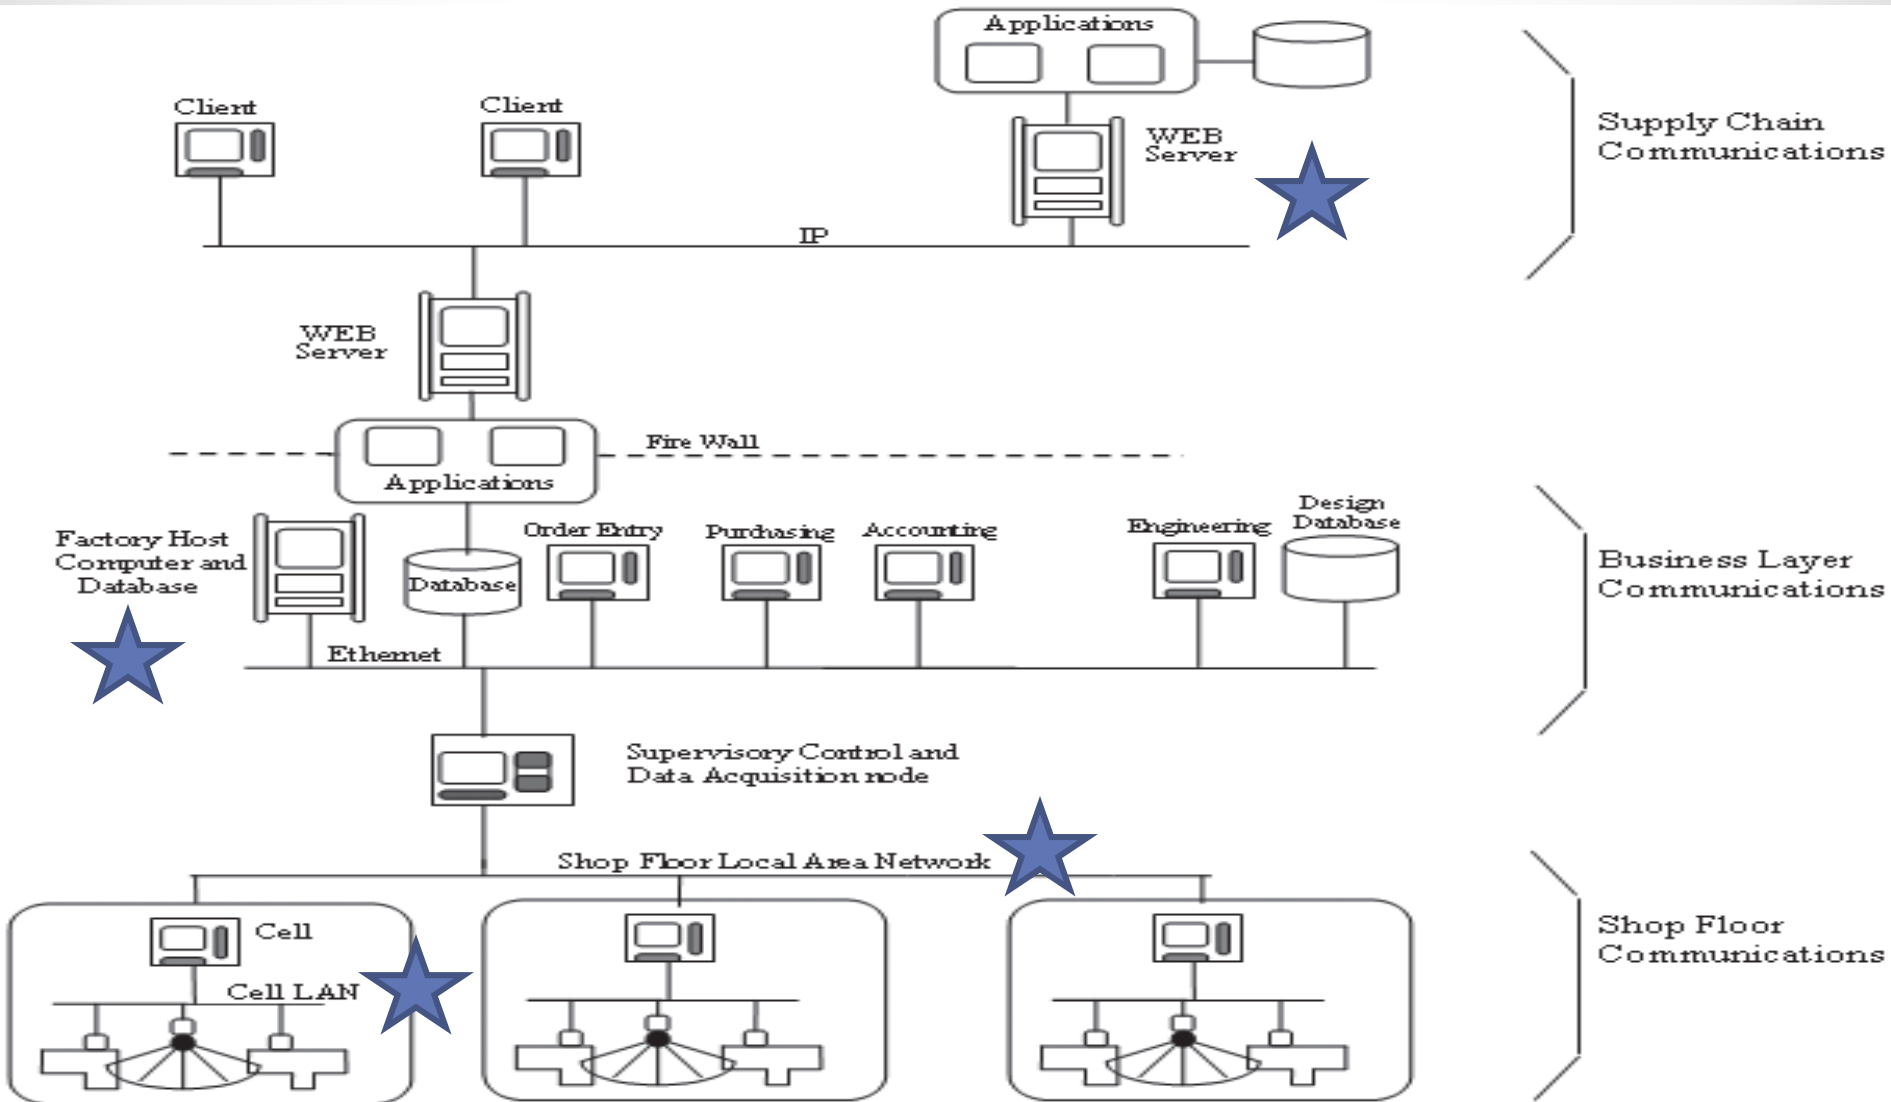 Applications
Client
Client
WEB
Server
Supply Chain
Communications
IP
WEB
Server
Fire Wall
Applications
Factory Host
Computer and
Database
Database
Order Entry
Purchasing
Accounting
Engineering
Design
Database
Business Layer
Communications
Ethernet
Supervisory Control and
Data Acquisition node
Shop Floor Local Area Network
Cell
Cell LAN
Shop Floor
Communications